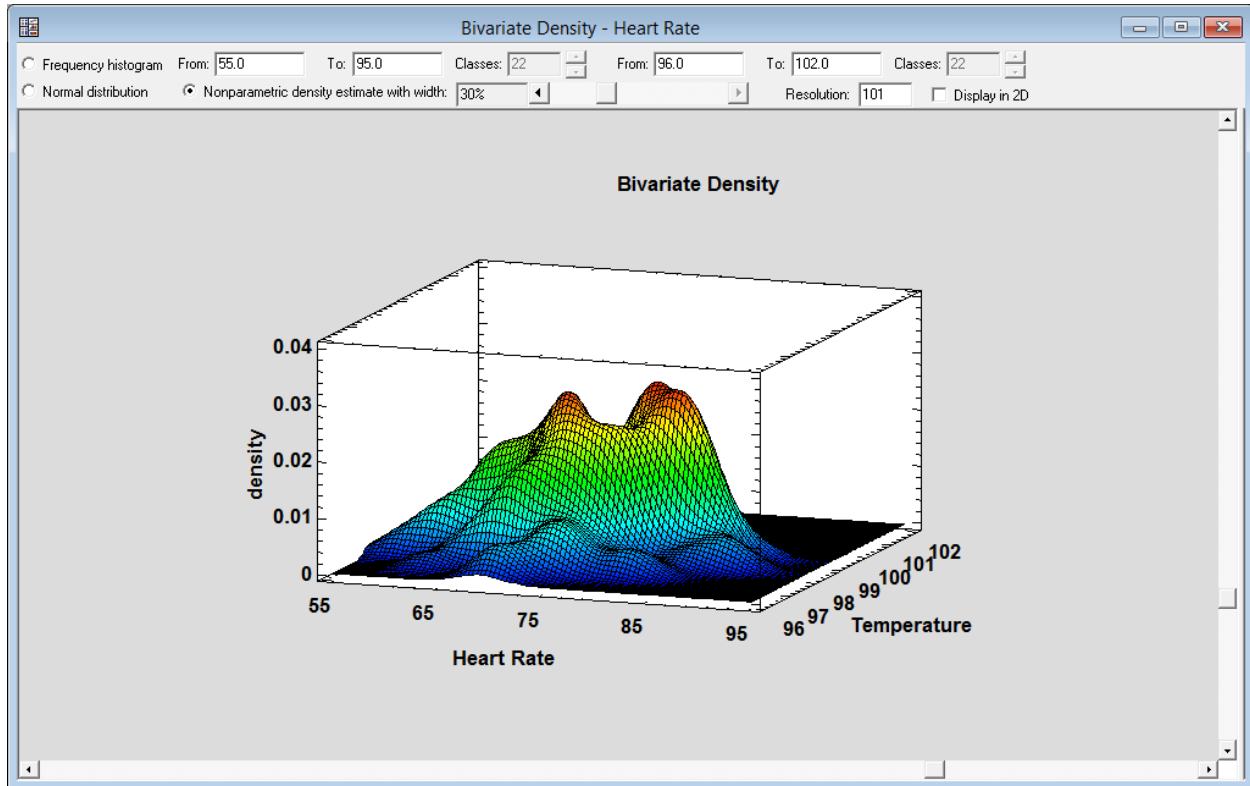 Bivariate Density - Heart Rate
Frequency histogram From: 55.0 To: 95.0 Classes: 22 From: 96.0 To: 102.0 Classes: 22
Normal distribution Nonparametric density estimate with width: 30% Resolution: 101 Display in 2D
Bivariate Density
0.04
0.03
0.02
0.01
0
density
55
65
75
85
95
Heart Rate
96
97
98
99
100
101
102
Temperature